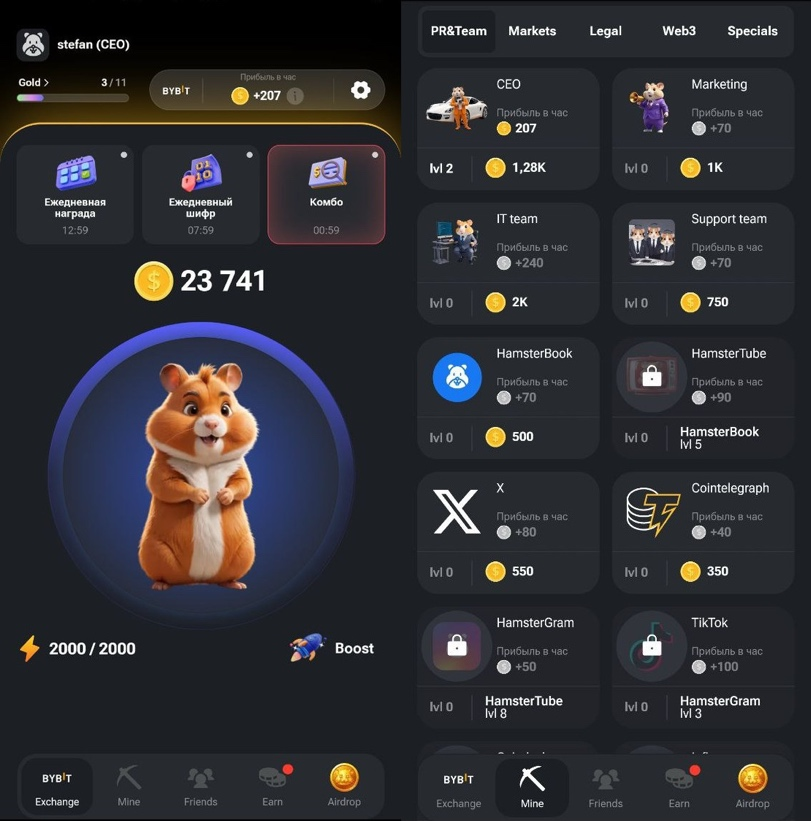 stefan (CEO)
Gold >
3 / 11
BYBIT
Прибыль в час
+207
Ежедневная
награда
12:59
Ежедневный
шифр
07:59
Комбо
00:59
23 741
2000 / 2000
Boost
BYBIT
Exchange
Mine
Friends
Earn
Airdrop
PR&Team
Markets
Legal
Web3
Specials
CEO
Прибыль в час
207
lvl 2
1,28K
Marketing
Прибыль в час
+70
lvl 0
1K
IT team
Прибыль в час
+240
lvl 0
2K
Support team
Прибыль в час
+70
lvl 0
750
HamsterBook
Прибыль в час
+70
lvl 0
500
HamsterTube
Прибыль в час
+90
lvl 0
HamsterBook
lvl 5
X
Прибыль в час
+80
lvl 0
550
Cointelegraph
Прибыль в час
+40
lvl 0
350
HamsterGram
Прибыль в час
+50
lvl 0
HamsterTube
lvl 8
TikTok
Прибыль в час
+100
lvl 0
HamsterGram
lvl 3
BYBIT
Exchange
Mine
Friends
Earn
Airdrop